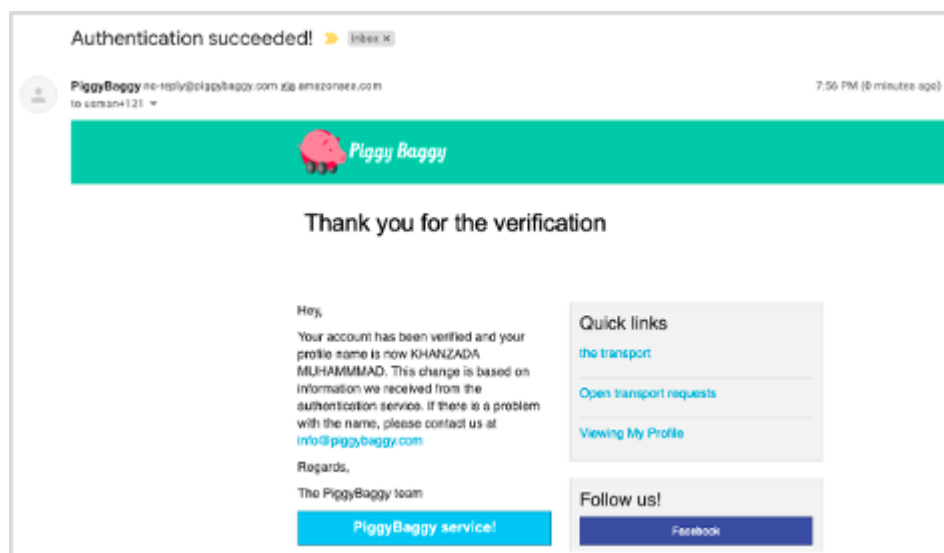 Authentication succeeded!
Inbox x
PiggyBaggy no-reply@piggybaggy.com via amazonses.com
7:56 PM (0 minutes ago)
to usman+121
Piggy Baggy
Thank you for the verification
Hey,
Your account has been verified and your
profile name is now KHANZADA
MUHAMMMAD. This change is based on
information we received from the
authentication service. If there is a problem
with the name, please contact us at
info@piggybaggy.com
Regards,
The PiggyBaggy team
PiggyBaggy service!
Quick links
the transport
Open transport requests
Viewing My Profile
Follow us!
Facebook